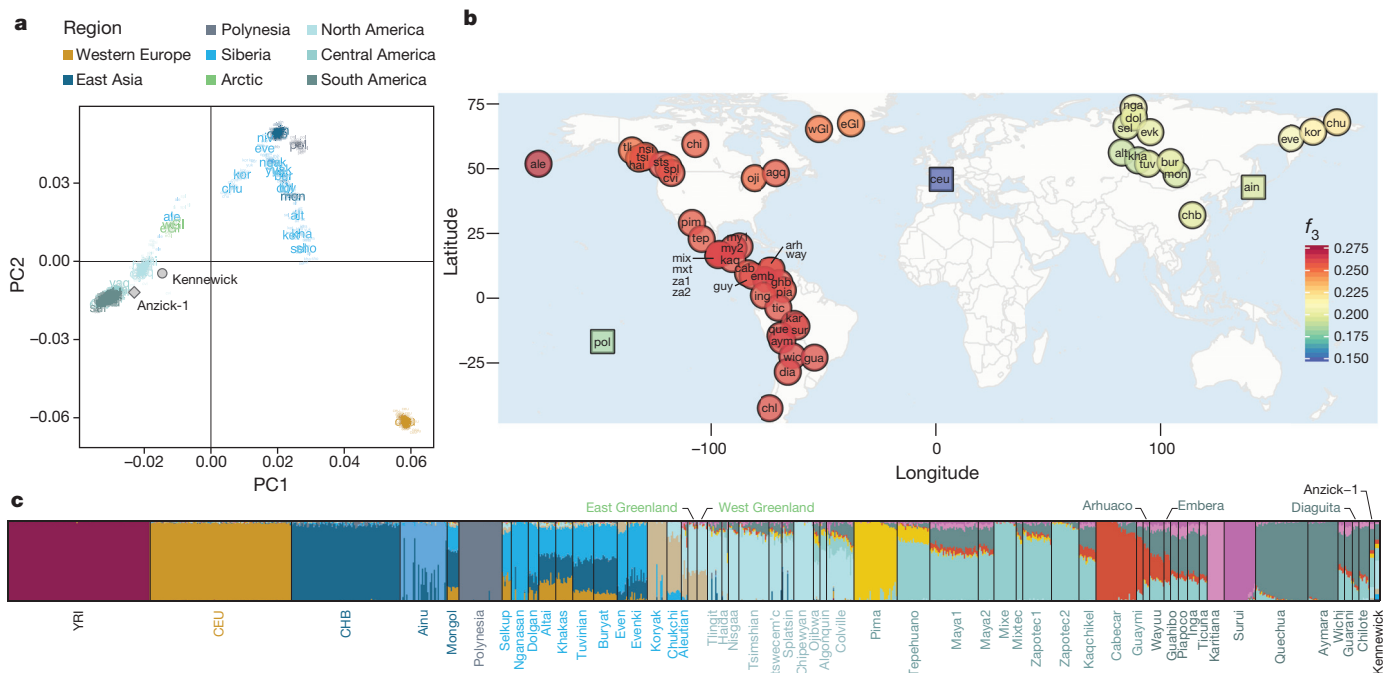 a
Region
Western Europe
East Asia
Polynesia
Siberia
Arctic
North America
Central America
South America
PC2
0.03
0.00
−0.03
−0.06
−0.02
0.00
0.02
0.04
0.06
PC1
pol
eve
kor
chu
mon
alt
ale
Kennewick
Anzick-1
b
Latitude
75
50
25
0
−25
−100
0
100
Longitude
ale
tli
nsi
tsi
hai
sts
spl
cvi
chi
wGl
eGl
oji
agq
pim
tep
my1
my2
kaq
mix
mxt
za1
za2
arh
way
cab
guy
emb
ghb
pia
ing
tic
kar
que
sur
aym
wic
gua
dia
chl
pol
ceu
nga
dol
sel
evk
alt
kha
tuv
bur
mon
chb
ain
eve
kor
chu
f3
0.275
0.250
0.225
0.200
0.175
0.150
c
East Greenland
West Greenland
Arhuaco
Embera
Diaguita
Anzick−1
YRI
CEU
CHB
Ainu
Mongol
Polynesia
Selkup
Nganasan
Dolgan
Altai
Khakas
Tuvinian
Buryat
Even
Evenki
Koryak
Chukchi
Aleutian
Tlingit
Haida
Nisgaa
Tsimshian
Splatsin
Chipewyan
Ojibwa
Algonquin
Colville
Pima
Tepehuano
Maya1
Maya2
Mixe
Mixtec
Zapotec1
Zapotec2
Kaqchikel
Cabecar
Guaymi
Wayuu
Guahibo
Piapoco
Inga
Ticuna
Karitiana
Surui
Quechua
Aymara
Wichi
Guarani
Chilote
Kennewick